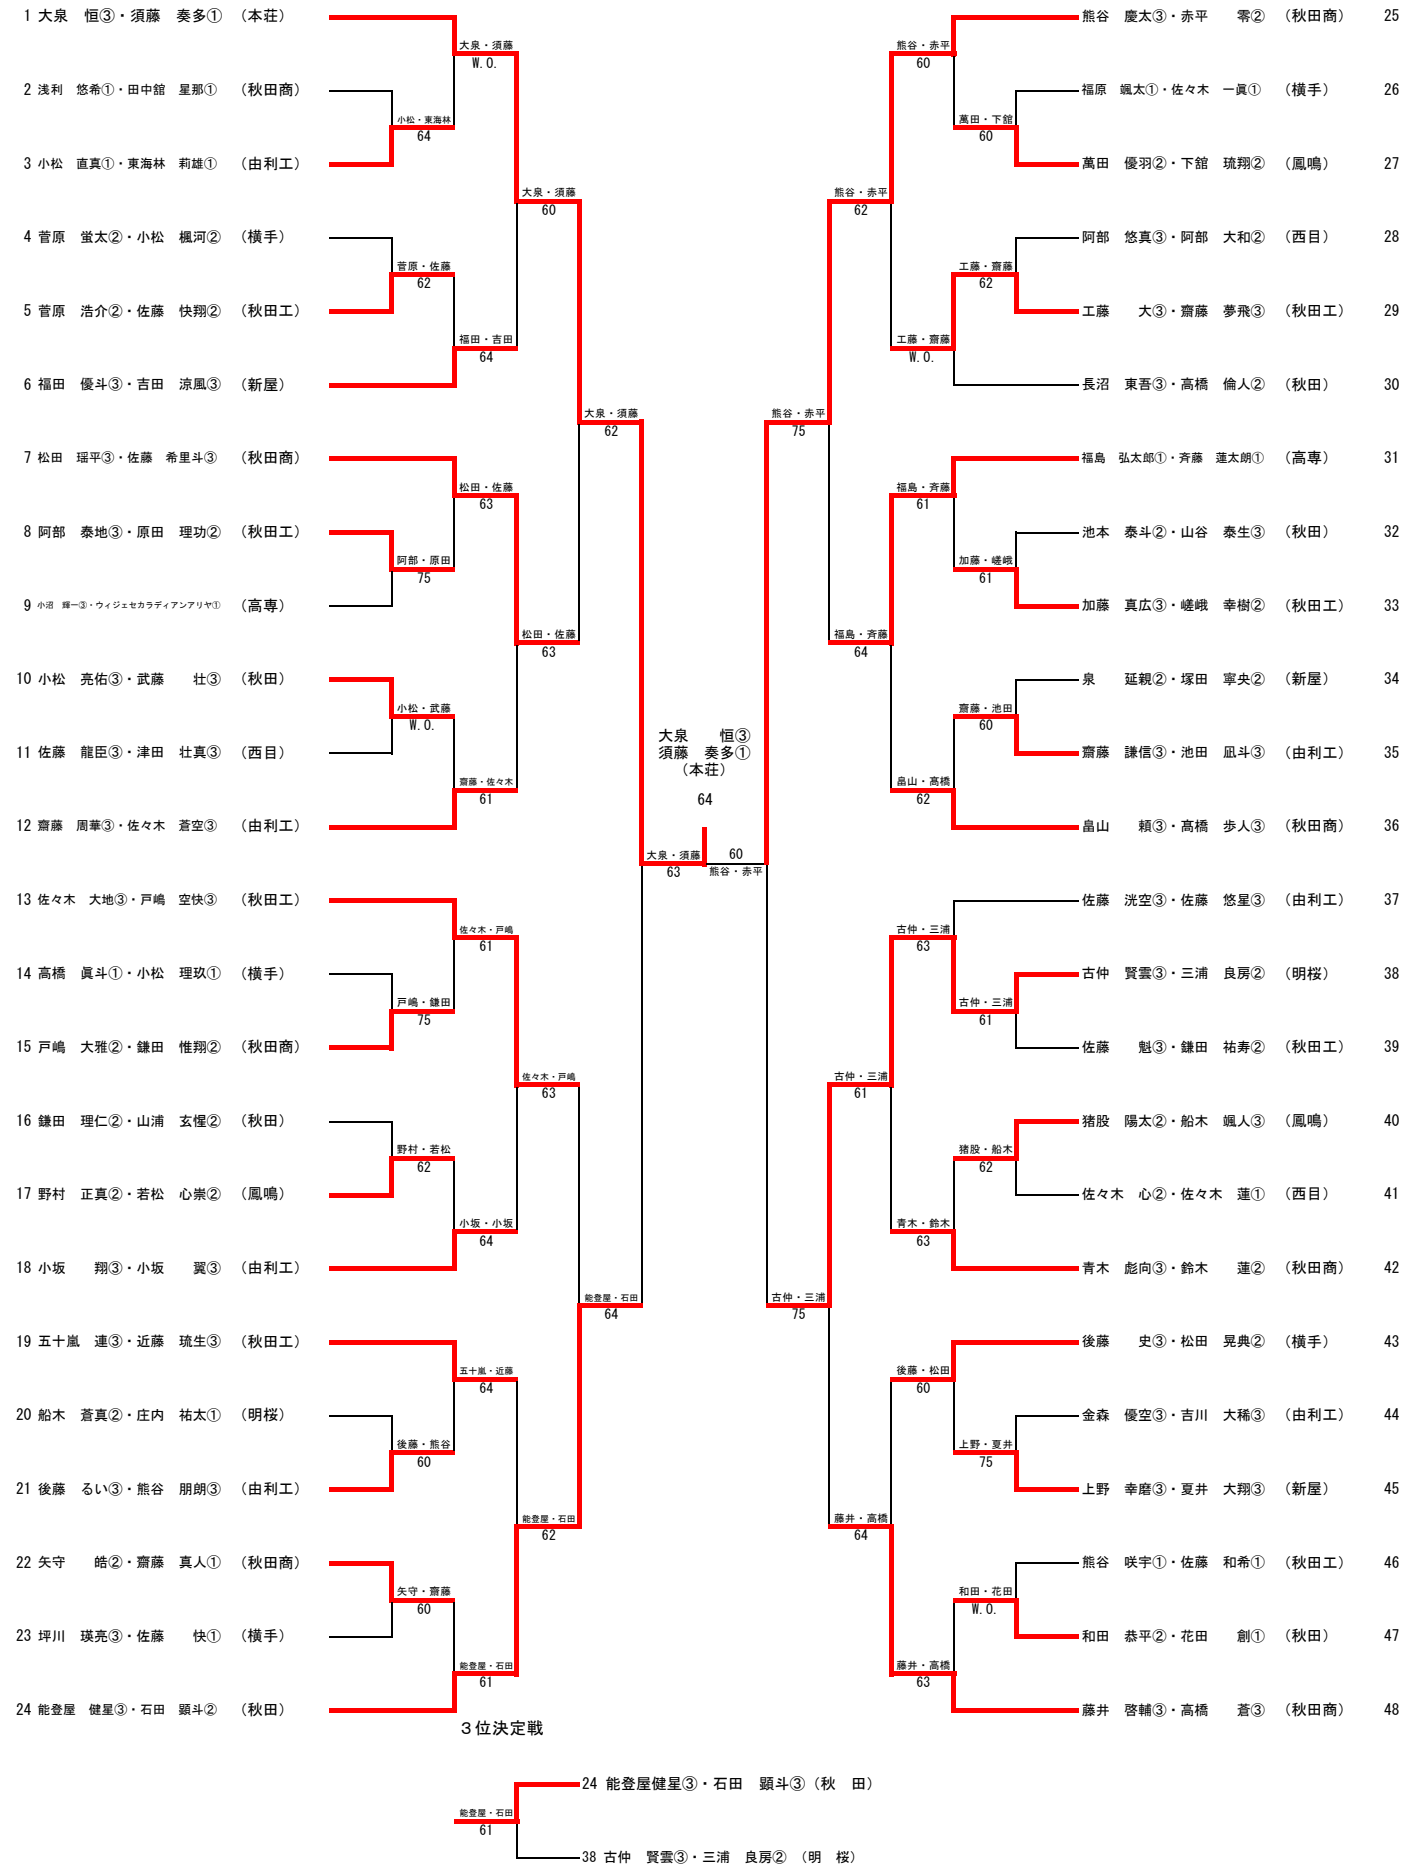 1 大泉　恒③・須藤　奏多① （本荘）
大泉・須藤
W.O.
2 浅利　悠希①・田中舘　星那① （秋田商）
小松・東海林
64
3 小松　直真①・東海林　莉雄① （由利工）
大泉・須藤
60
4 菅原　蛍太②・小松　楓河② （横手）
菅原・佐藤
62
5 菅原　浩介②・佐藤　快翔② （秋田工）
福田・吉田
64
6 福田　優斗③・吉田　涼風③ （新屋）
大泉・須藤
62
7 松田　瑶平③・佐藤　希里斗③ （秋田商）
松田・佐藤
63
8 阿部　泰地③・原田　理功② （秋田工）
阿部・原田
75
9 小沼　輝一③・ウィジェセカラディアンアリヤ① （高専）
松田・佐藤
63
10 小松　亮佑③・武藤　壮③ （秋田）
小松・武藤
W.O.
11 佐藤　龍臣③・津田　壮真③ （西目）
齋藤・佐々木
61
12 齋藤　周華③・佐々木　蒼空③ （由利工）
大泉　恒③
須藤　奏多①
（本荘）
64
大泉・須藤
63
60
熊谷・赤平
13 佐々木　大地③・戸嶋　空快③ （秋田工）
佐々木・戸嶋
61
14 高橋　眞斗①・小松　理玖① （横手）
戸嶋・鎌田
75
15 戸嶋　大雅②・鎌田　惟翔② （秋田商）
佐々木・戸嶋
63
16 鎌田　理仁②・山浦　玄惺② （秋田）
野村・若松
62
17 野村　正真②・若松　心崇② （鳳鳴）
小坂・小坂
64
18 小坂　翔③・小坂　翼③ （由利工）
能登屋・石田
64
19 五十嵐　連③・近藤　琉生③ （秋田工）
五十嵐・近藤
64
20 船木　蒼真②・庄内　祐太① （明桜）
後藤・熊谷
60
21 後藤　るい③・熊谷　朋朗③ （由利工）
能登屋・石田
62
22 矢守　皓②・齋藤　真人① （秋田商）
矢守・齋藤
60
23 坪川　瑛亮③・佐藤　快① （横手）
能登屋・石田
61
24 能登屋　健星③・石田　顕斗② （秋田）
熊谷　慶太③・赤平　零② （秋田商） 25
熊谷・赤平
60
福原　颯太①・佐々木　一眞① （横手） 26
萬田・下舘
60
萬田　優羽②・下舘　琉翔② （鳳鳴） 27
熊谷・赤平
62
阿部　悠真③・阿部　大和② （西目） 28
工藤・齋藤
62
工藤　大③・齋藤　夢飛③ （秋田工） 29
工藤・齋藤
W.O.
長沼　東吾③・高橋　倫人② （秋田） 30
熊谷・赤平
75
福島　弘太郎①・斉藤　蓮太朗① （高専） 31
福島・斉藤
61
池本　泰斗②・山谷　泰生③ （秋田） 32
加藤・嵯峨
61
加藤　真広③・嵯峨　幸樹② （秋田工） 33
福島・斉藤
64
泉　延親②・塚田　寧央② （新屋） 34
齋藤・池田
60
齋藤　謙信③・池田　凪斗③ （由利工） 35
畠山・髙橋
62
畠山　頼③・髙橋　歩人③ （秋田商） 36
佐藤　洸空③・佐藤　悠星③ （由利工） 37
古仲・三浦
63
古仲　賢雲③・三浦　良房② （明桜） 38
古仲・三浦
61
佐藤　魁③・鎌田　祐寿② （秋田工） 39
古仲・三浦
61
猪股　陽太②・船木　颯人③ （鳳鳴） 40
猪股・船木
62
佐々木　心②・佐々木　蓮① （西目） 41
青木・鈴木
63
青木　彪向③・鈴木　蓮② （秋田商） 42
古仲・三浦
75
後藤　史③・松田　晃典② （横手） 43
後藤・松田
60
金森　優空③・吉川　大稀③ （由利工） 44
上野・夏井
75
上野　幸磨③・夏井　大翔③ （新屋） 45
藤井・高橋
64
熊谷　咲宇①・佐藤　和希① （秋田工） 46
和田・花田
W.O.
和田　恭平②・花田　創① （秋田） 47
藤井・高橋
63
藤井　啓輔③・高橋　蒼③ （秋田商） 48
３位決定戦
24 能登屋健星③・石田　顕斗③（秋　田）
能登屋・石田
61
38 古仲　賢雲③・三浦　良房② （明　桜）